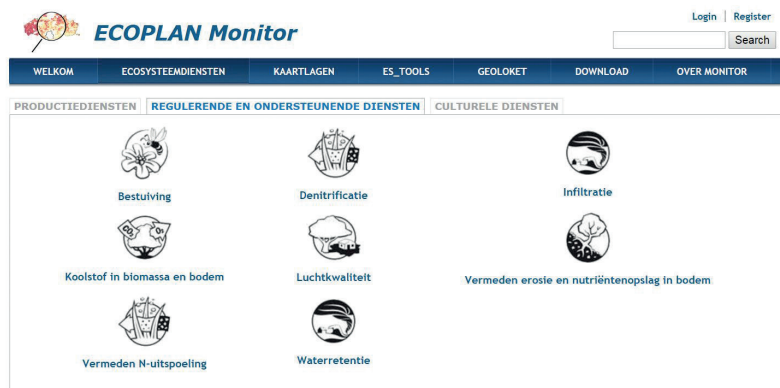 Login | Register
ECOPLAN Monitor
Search
WELKOM ECOSYSTEEMDIENSTEN KAARTLAGEN ES_TOOLS GEOLOKET DOWNLOAD OVER MONITOR
PRODUCTIEDIENSTEN REGULERENDE EN ONDERSTEUNENDE DIENSTEN CULTURELE DIENSTEN
Bestuiving Denitrificatie Infiltratie
CO₂ O₂
Koolstof in biomassa en bodem Luchtkwaliteit Vermeden erosie en nutriëntenopslag in bodem
Vermeden N-uitspoeling Waterretentie